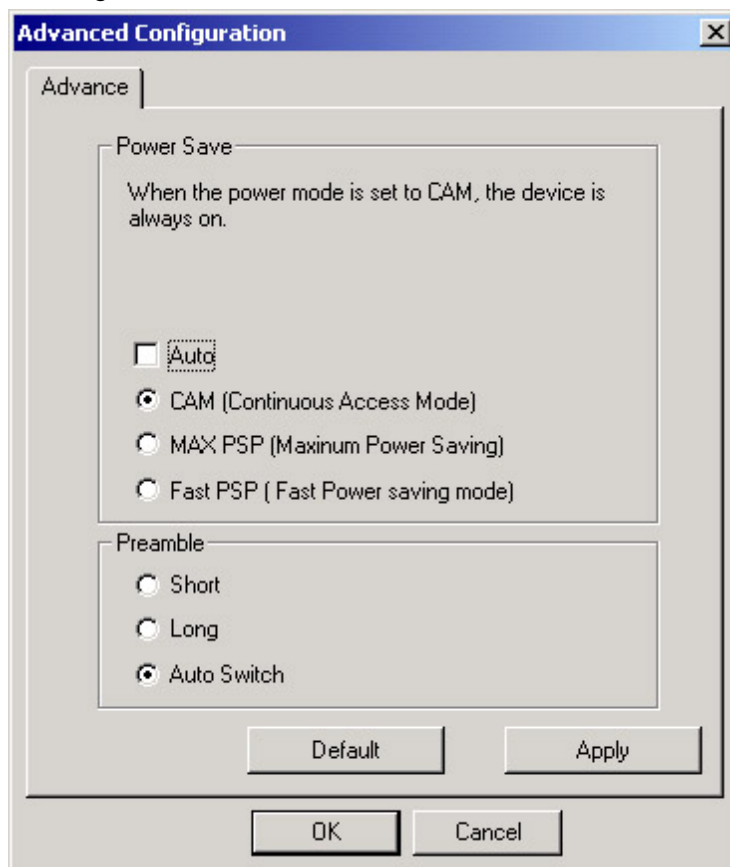 Advanced Configuration
Advance
Power Save
When the power mode is set to CAM, the device is
always on.
Auto
CAM (Continuous Access Mode)
MAX PSP (Maxinum Power Saving)
Fast PSP ( Fast Power saving mode)
Preamble
Short
Long
Auto Switch
Default
Apply
OK
Cancel